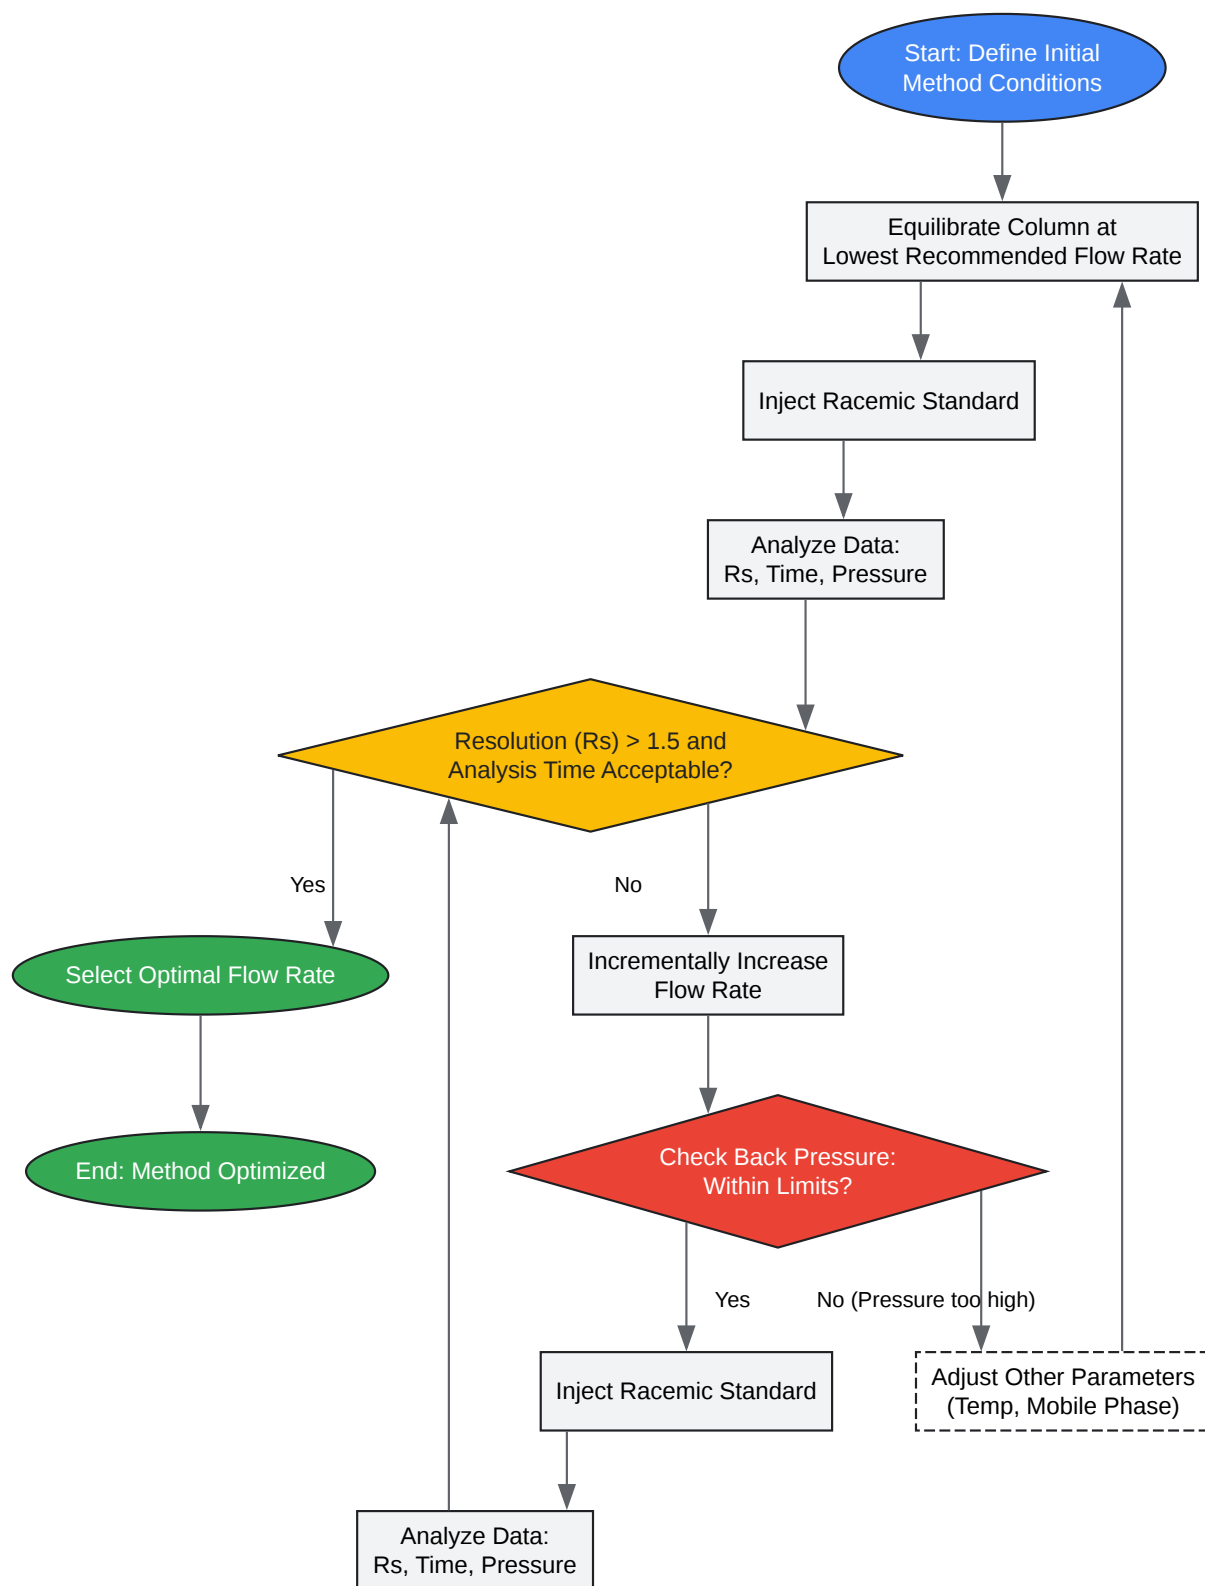 Start: Define Initial
Method Conditions
Equilibrate Column at
Lowest Recommended Flow Rate
Inject Racemic Standard
Analyze Data:
Rs, Time, Pressure
Resolution (Rs) > 1.5 and
Analysis Time Acceptable?
Yes
No
Select Optimal Flow Rate
Incrementally Increase
Flow Rate
End: Method Optimized
Check Back Pressure:
Within Limits?
Yes
No (Pressure too high)
Inject Racemic Standard
Adjust Other Parameters
(Temp, Mobile Phase)
Analyze Data:
Rs, Time, Pressure